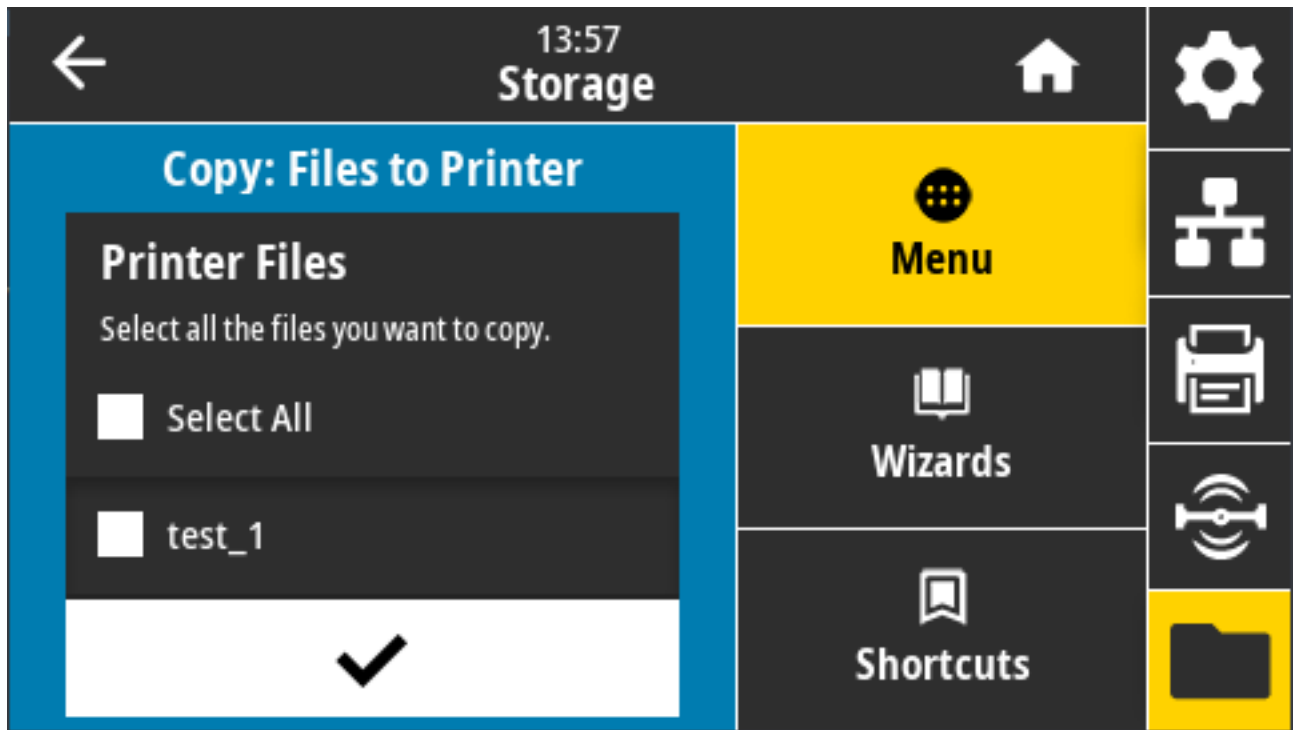 13:57
Storage
Copy: Files to Printer
Printer Files
Select all the files you want to copy.
Select All
test_1
Menu
Wizards
Shortcuts